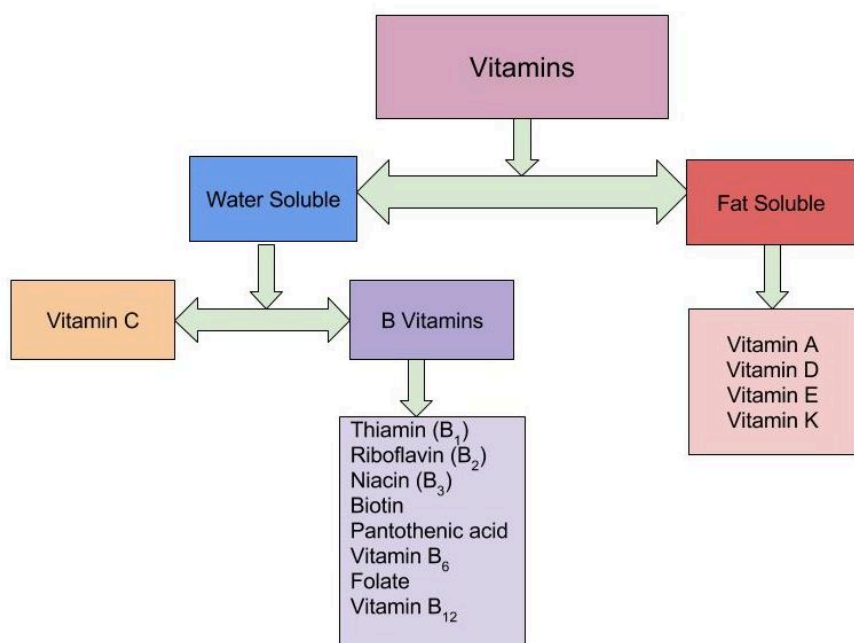 Vitamins
Water Soluble
Fat Soluble
Vitamin C
B Vitamins
Vitamin A
Vitamin D
Vitamin E
Vitamin K
Thiamin (B₁)
Riboflavin (B₂)
Niacin (B₃)
Biotin
Pantothenic acid
Vitamin B₆
Folate
Vitamin B₁₂